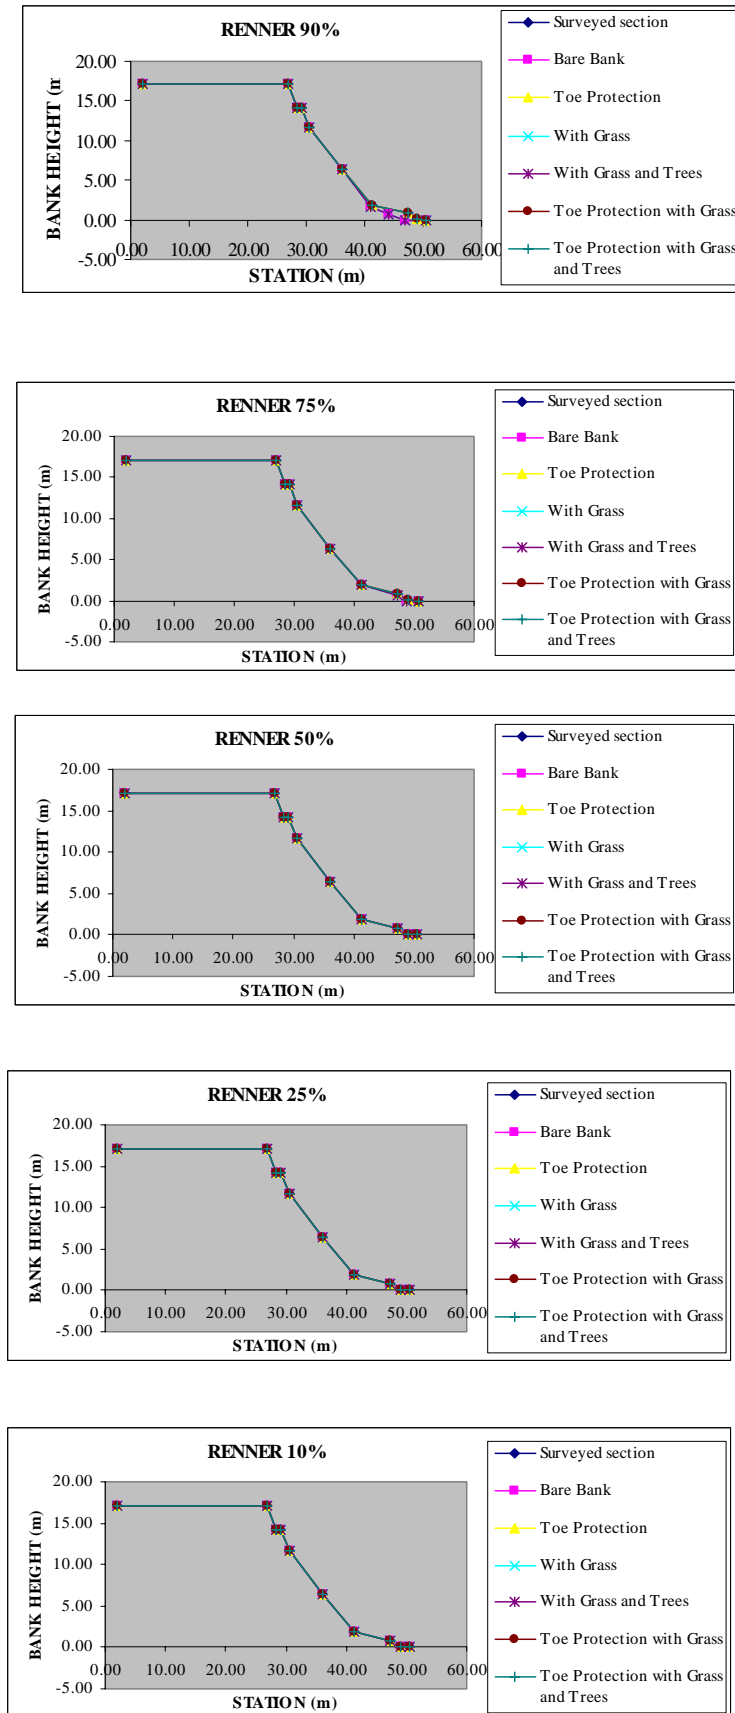 RENNER 90%
BANK HEIGHT (m
20.00
15.00
10.00
5.00
0.00
-5.00
0.00 10.00 20.00 30.00 40.00 50.00 60.00
STATION (m)
Surveyed section
Bare Bank
Toe Protection
With Grass
With Grass and Trees
Toe Protection with Grass
Toe Protection with Grass
and Trees
RENNER 75%
BANK HEIGHT (m)
20.00
15.00
10.00
5.00
0.00
-5.00
0.00 10.00 20.00 30.00 40.00 50.00 60.00
STATION (m)
Surveyed section
Bare Bank
Toe Protection
With Grass
With Grass and Trees
Toe Protection with Grass
Toe Protection with Grass
and Trees
RENNER 50%
BANK HEIGHT (m)
20.00
15.00
10.00
5.00
0.00
-5.00
0.00 10.00 20.00 30.00 40.00 50.00 60.00
STATION (m)
Surveyed section
Bare Bank
Toe Protection
With Grass
With Grass and Trees
Toe Protection with Grass
Toe Protection with Grass
and Trees
RENNER 25%
BANK HEIGHT (m)
20.00
15.00
10.00
5.00
0.00
-5.00
0.00 10.00 20.00 30.00 40.00 50.00 60.00
STATION (m)
Surveyed section
Bare Bank
Toe Protection
With Grass
With Grass and Trees
Toe Protection with Grass
Toe Protection with Grass
and Trees
RENNER 10%
BANK HEIGHT (m)
20.00
15.00
10.00
5.00
0.00
-5.00
0.00 10.00 20.00 30.00 40.00 50.00 60.00
STATION (m)
Surveyed section
Bare Bank
Toe Protection
With Grass
With Grass and Trees
Toe Protection with Grass
Toe Protection with Grass
and Trees